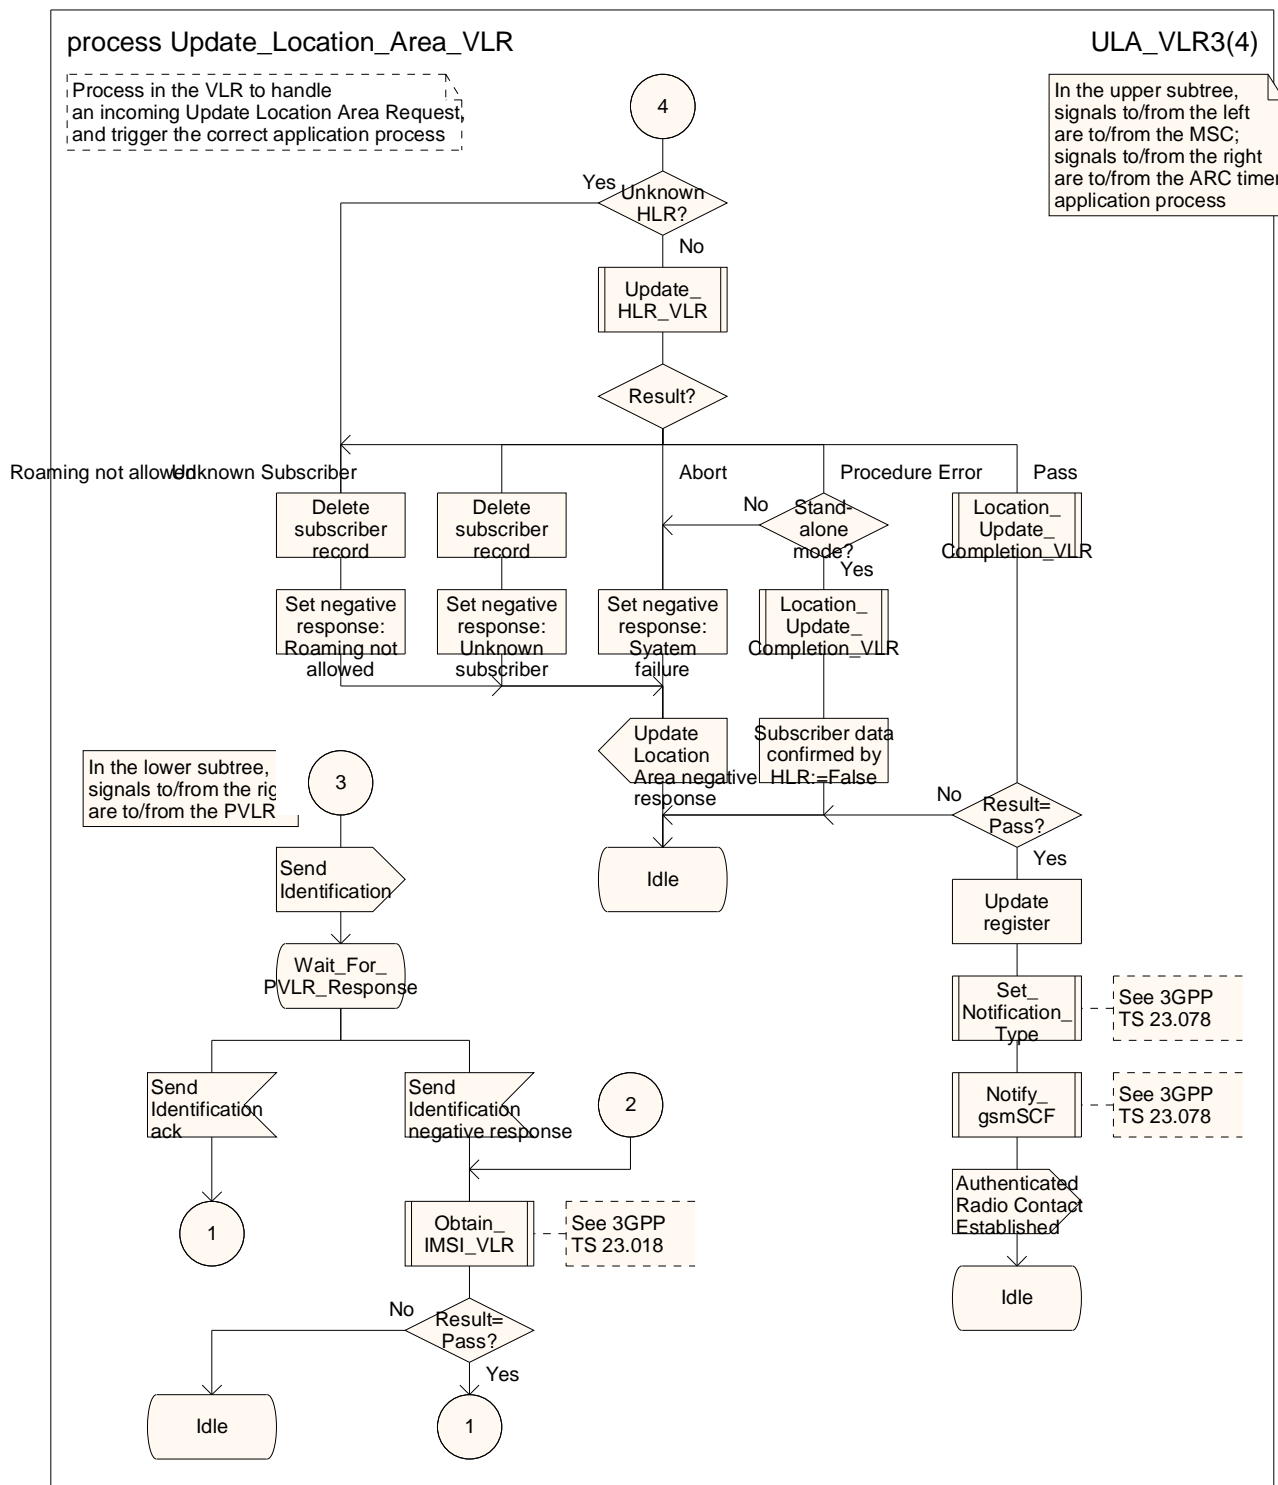 process Update_Location_Area_VLR
ULA_VLR3(4)
Process in the VLR to handle
an incoming Update Location Area Request,
and trigger the correct application process
4
In the upper subtree,
signals to/from the left
are to/from the MSC;
signals to/from the right
are to/from the ARC timer
application process
Yes
Unknown
HLR?
No
Update_
HLR_VLR
Result?
Roaming not allowed
Unknown Subscriber
Abort
Procedure Error
Pass
Delete
subscriber
record
Delete
subscriber
record
No
Stand-
alone
mode?
Yes
Location_
Update_
Completion_VLR
Set negative
response:
Roaming not
allowed
Set negative
response:
Unknown
subscriber
Set negative
response:
System
failure
Location_
Update_
Completion_VLR
Update
Location
Area negative
response
Subscriber data
confirmed by
HLR:=False
In the lower subtree,
signals to/from the rig
are to/from the PVLR
3
No
Result=
Pass?
Yes
Send
Identification
Idle
Update
register
Wait_For_
PVLR_Response
Set_
Notification_
Type
See 3GPP
TS 23.078
Send
Identification
ack
Send
Identification
negative response
2
Notify_
gsmSCF
See 3GPP
TS 23.078
1
Obtain_
IMSI_VLR
See 3GPP
TS 23.018
Authenticated
Radio Contact
Established
Idle
No
Result=
Pass?
Yes
Idle
1